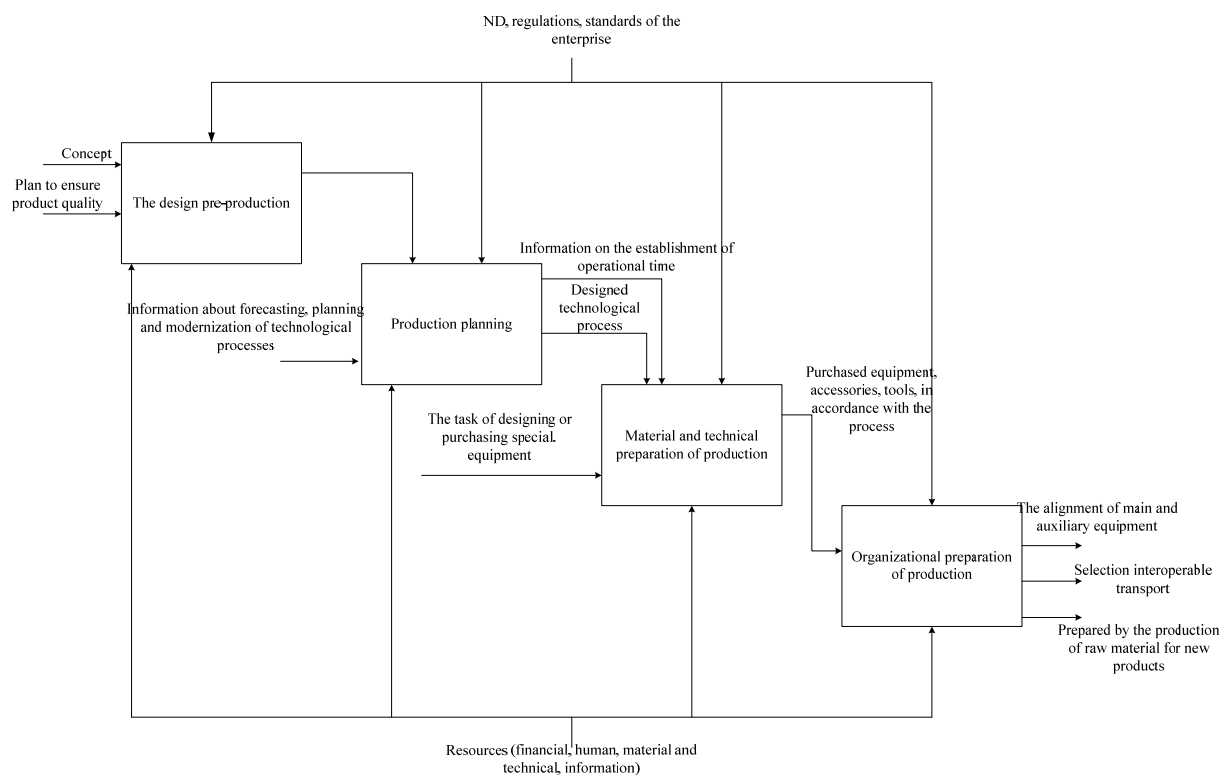 ND, regulations, standards of the
enterprise
Concept
Plan to ensure
product quality
The design pre-production
Information on the establishment of
operational time
Designed
technological
process
Information about forecasting, planning
and modernization of technological
processes
Production planning
Purchased equipment,
accessories, tools, in
accordance with the
process
The task of designing or
purchasing special.
equipment
Material and technical
preparation of production
The alignment of main and
auxiliary equipment
Organizational preparation
of production
Selection interoperable
transport
Prepared by the production
of raw material for new
products
Resources (financial, human, material and
technical, information)